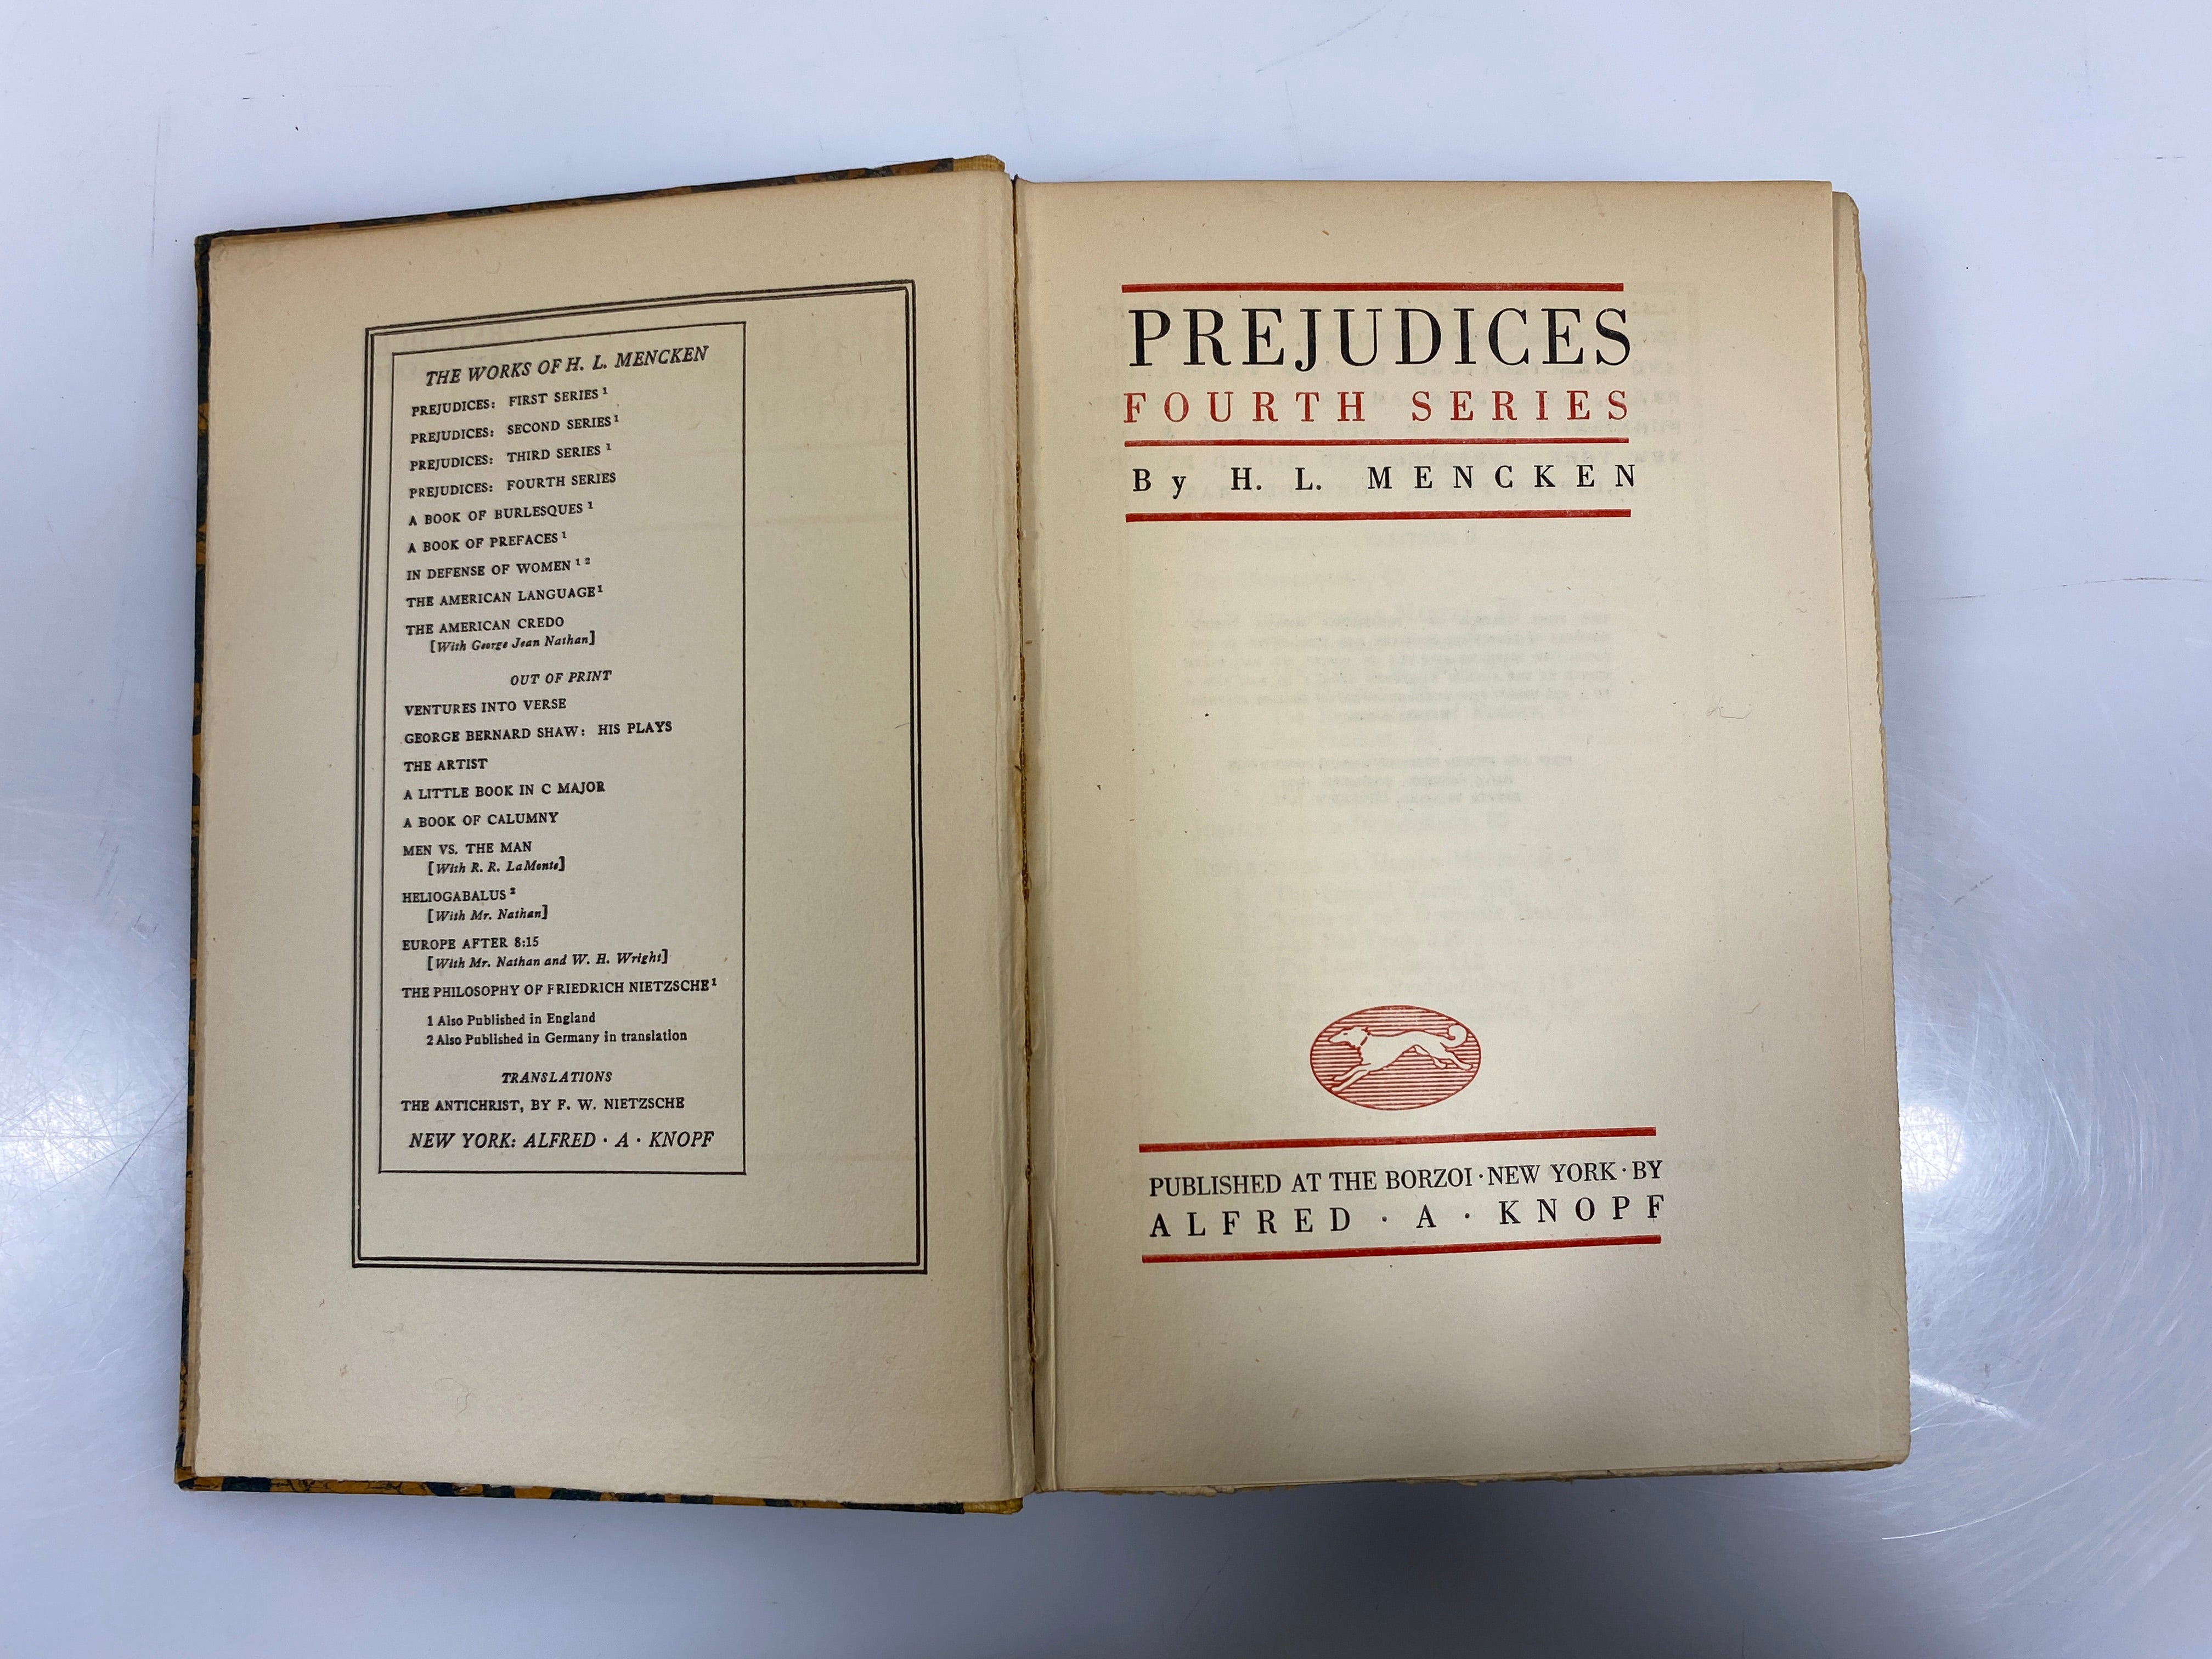 THE WORKS OF H. L. MENCKEN
PREJUDICES: FIRST SERIES ¹
PREJUDICES: SECOND SERIES ¹
PREJUDICES: THIRD SERIES ¹
PREJUDICES: FOURTH SERIES
A BOOK OF BURLESQUES ¹
A BOOK OF PREFACES ¹
IN DEFENSE OF WOMEN ¹ ²
THE AMERICAN LANGUAGE ¹
THE AMERICAN CREDO
[With George Jean Nathan]
OUT OF PRINT
VENTURES INTO VERSE
GEORGE BERNARD SHAW: HIS PLAYS
THE ARTIST
A LITTLE BOOK IN C MAJOR
A BOOK OF CALUMNY
MEN VS. THE MAN
[With R. R. LaMonte]
HELIOGABALUS ²
[With Mr. Nathan]
EUROPE AFTER 8:15
[With Mr. Nathan and W. H. Wright]
THE PHILOSOPHY OF FRIEDRICH NIETZSCHE ¹
1 Also Published in England
2 Also Published in Germany in translation
TRANSLATIONS
THE ANTICHRIST, BY F. W. NIETZSCHE
NEW YORK: ALFRED · A · KNOPF
PREJUDICES
FOURTH SERIES
By H. L. MENCKEN
PUBLISHED AT THE BORZOI · NEW YORK · BY
ALFRED · A · KNOPF